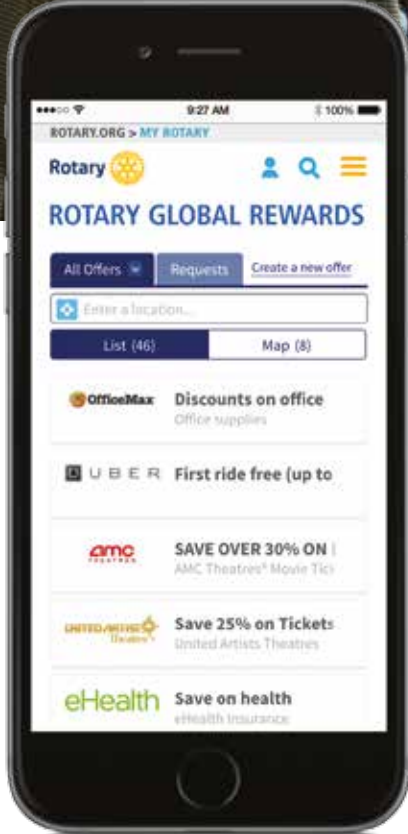 9:27 AM 100%
ROTARY.ORG > MY ROTARY
Rotary
ROTARY GLOBAL REWARDS
All Offers Requests Create a new offer
Enter a location...
List (46) Map (8)
OfficeMax Discounts on office
Office supplies
UBER First ride free (up to
amc THEATRES SAVE OVER 30% ON
AMC Theatres® Movie Tic
UNITED ARTISTS Theatres Save 25% on Tickets
United Artists Theatres
eHealth Save on health
eHealth Insurance